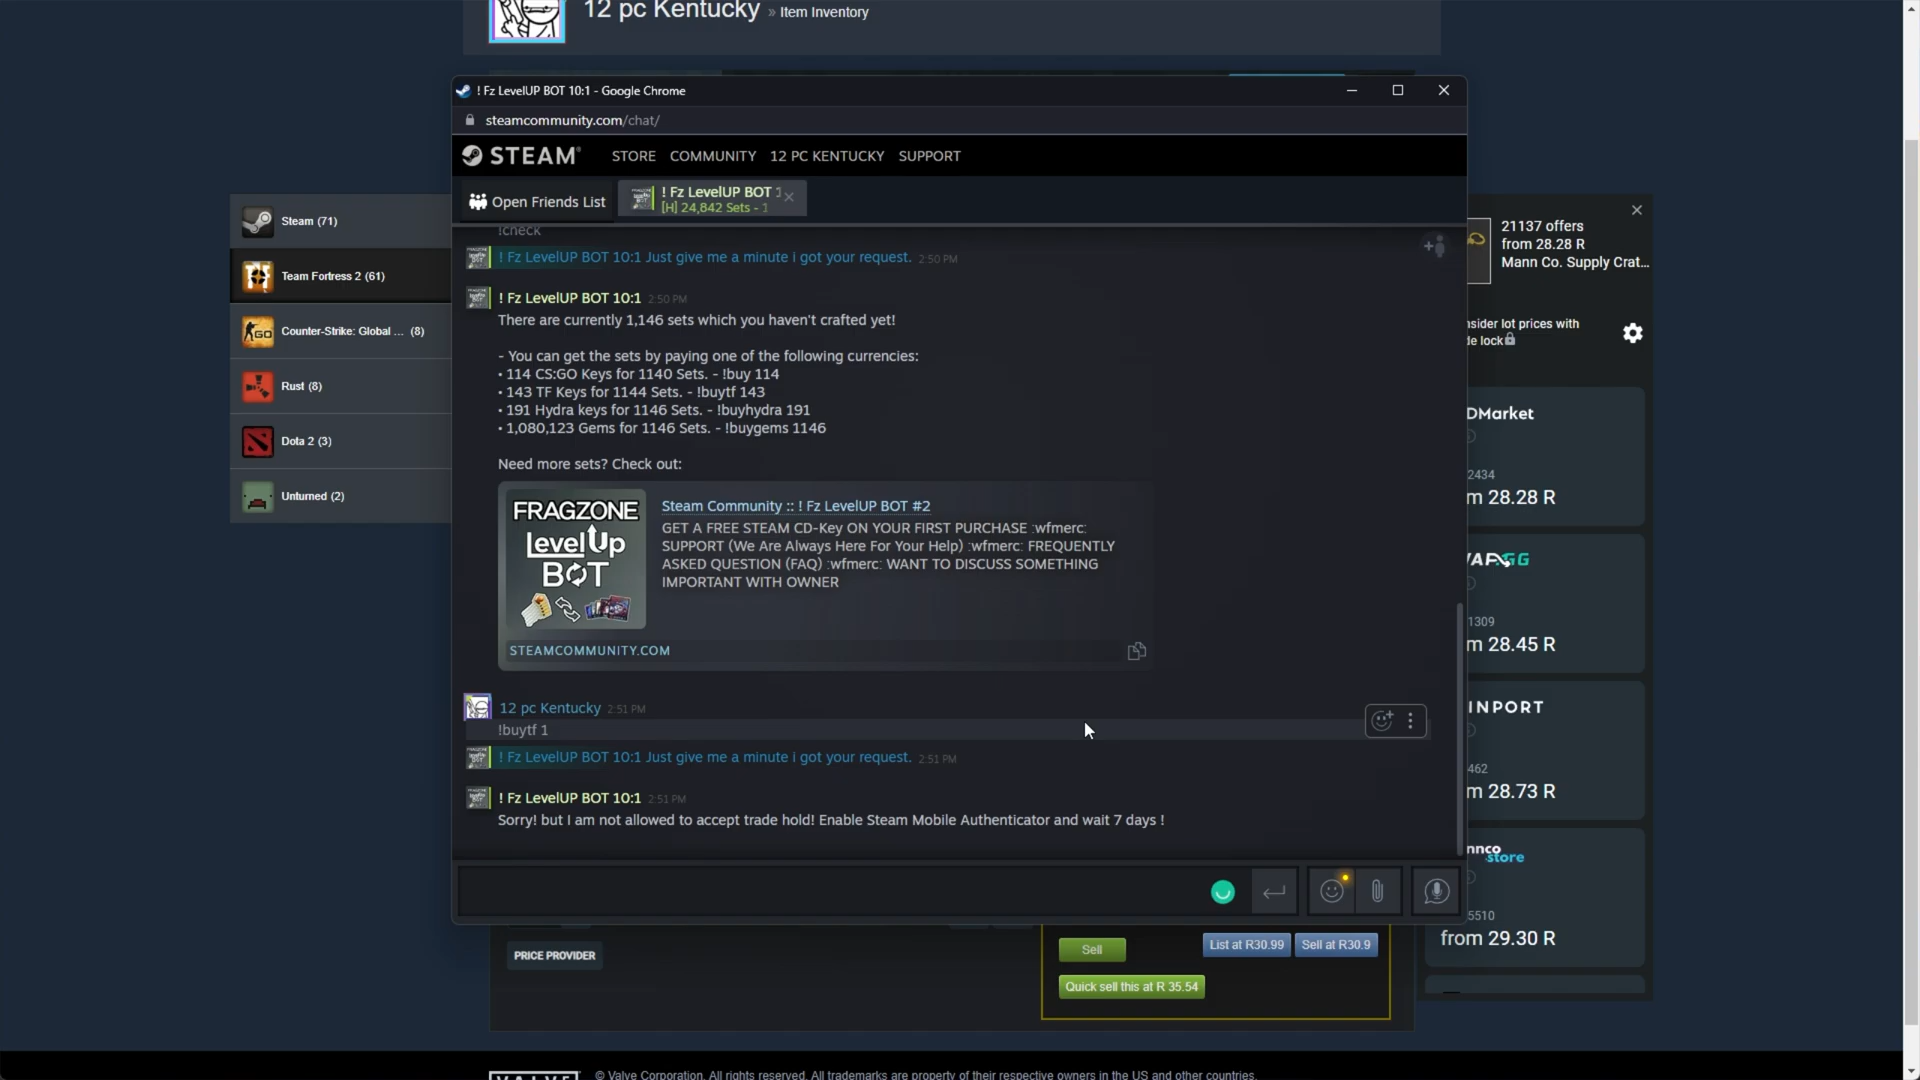 12 pc Kentucky » Item Inventory
! Fz LevelUP BOT 10:1 - Google Chrome
steamcommunity.com/chat/
STEAM
STORE COMMUNITY 12 PC KENTUCKY SUPPORT
Open Friends List
! Fz LevelUP BOT
[H] 24,842 Sets - 1
!check
! Fz LevelUP BOT 10:1 Just give me a minute i got your request. 2:50 PM
! Fz LevelUP BOT 10:1 2:50 PM
There are currently 1,146 sets which you haven't crafted yet!
- You can get the sets by paying one of the following currencies:
• 114 CS:GO Keys for 1140 Sets. - !buy 114
• 143 TF Keys for 1144 Sets. - !buytf 143
• 191 Hydra keys for 1146 Sets. - !buyhydra 191
• 1,080,123 Gems for 1146 Sets. - !buygems 1146
Need more sets? Check out:
FRAGZONE
LevelUp
BOT
Steam Community :: ! Fz LevelUP BOT #2
GET A FREE STEAM CD-Key ON YOUR FIRST PURCHASE :wfmerc:
SUPPORT (We Are Always Here For Your Help) :wfmerc: FREQUENTLY
ASKED QUESTION (FAQ) :wfmerc: WANT TO DISCUSS SOMETHING
IMPORTANT WITH OWNER
STEAMCOMMUNITY.COM
12 pc Kentucky 2:51 PM
!buytf 1
! Fz LevelUP BOT 10:1 Just give me a minute i got your request. 2:51 PM
! Fz LevelUP BOT 10:1 2:51 PM
Sorry! but I am not allowed to accept trade hold! Enable Steam Mobile Authenticator and wait 7 days !
Steam (71)
Team Fortress 2 (61)
Counter-Strike: Global ... (8)
Rust (8)
Dota 2 (3)
Unturned (2)
21137 offers
from 28.28 R
Mann Co. Supply Crat...
nsider lot prices with
de lock
DMarket
2434
m 28.28 R
1309
m 28.45 R
INPORT
462
m 28.73 R
nnco
store
5510
from 29.30 R
PRICE PROVIDER
Sell
List at R30.99
Sell at R30.9
Quick sell this at R 35.54
VALVE
© Valve Corporation. All rights reserved. All trademarks are property of their respective owners in the US and other countries.